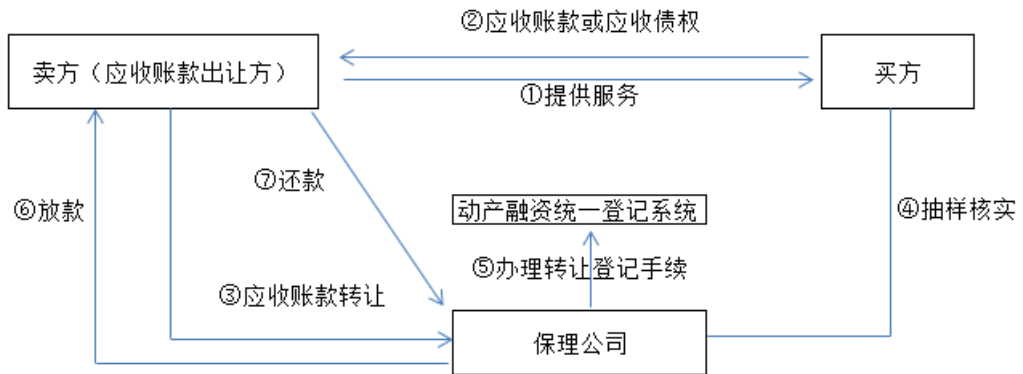 ②应收账款或应收债权
卖方（应收账款出让方）
买方
①提供服务
⑦还款
⑥放款
动产融资统一登记系统
④抽样核实
⑤办理转让登记手续
③应收账款转让
保理公司